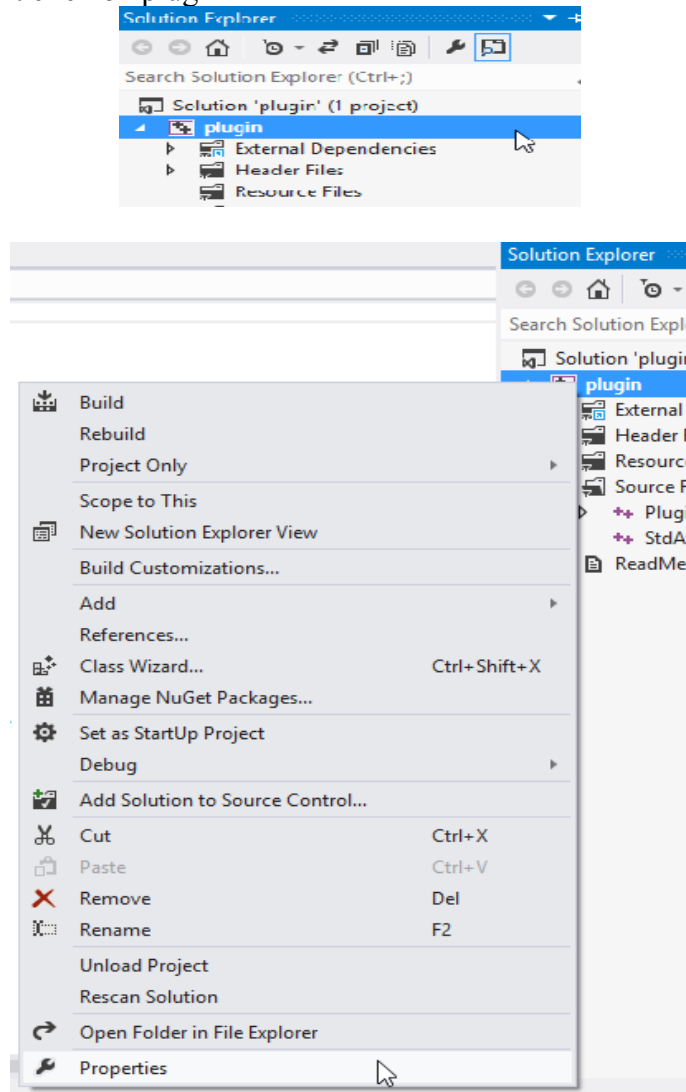 Solution Explorer
Search Solution Explorer (Ctrl+;)
Solution 'plugin' (1 project)
plugin
External Dependencies
Header Files
Resource Files
Solution Explorer
Search Solution Expl
Solution 'plugin
plugin
External
Header
Resourc
Source F
Plugi
StdA
ReadMe
Build
Rebuild
Project Only
Scope to This
New Solution Explorer View
Build Customizations...
Add
References...
Class Wizard... Ctrl+Shift+X
Manage NuGet Packages...
Set as StartUp Project
Debug
Add Solution to Source Control...
Cut Ctrl+X
Paste Ctrl+V
Remove Del
Rename F2
Unload Project
Rescan Solution
Open Folder in File Explorer
Properties